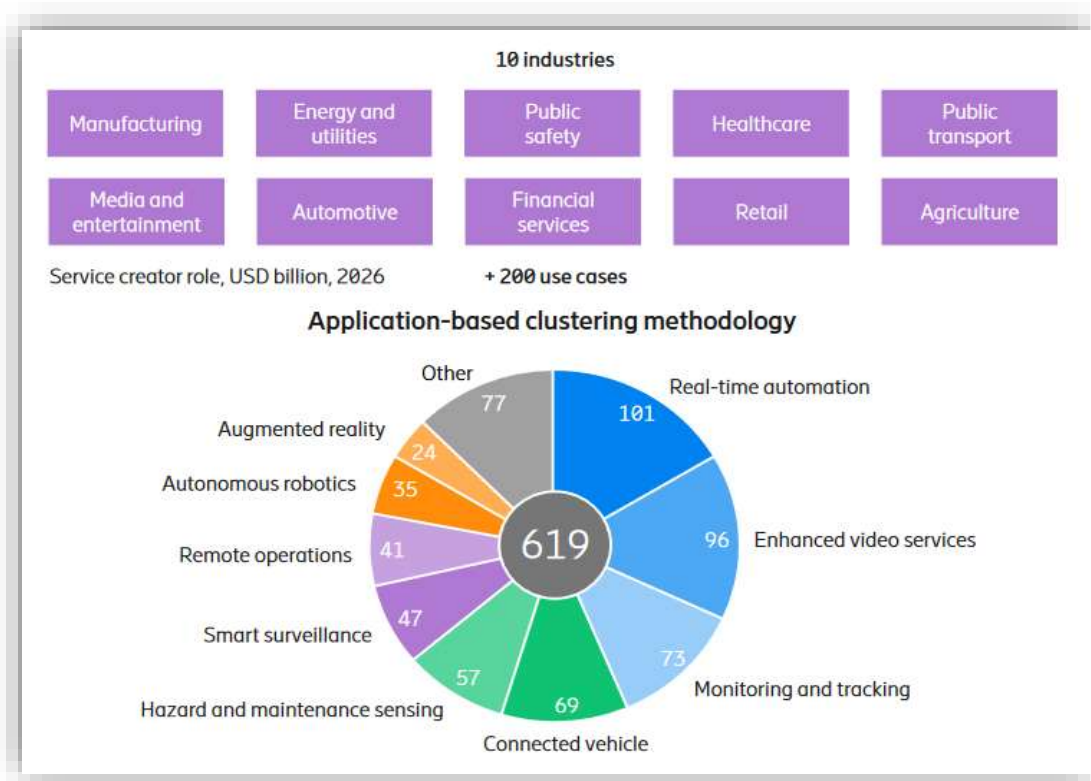 10 industries
Manufacturing
Energy and
utilities
Public
safety
Healthcare
Public
transport
Media and
entertainment
Automotive
Financial
services
Retail
Agriculture
Service creator role, USD billion, 2026
+ 200 use cases
Application-based clustering methodology
Other
77
Real-time automation
101
Augmented reality
24
Autonomous robotics
35
Enhanced video services
96
619
Remote operations
41
Smart surveillance
47
Monitoring and tracking
73
Hazard and maintenance sensing
57
Connected vehicle
69